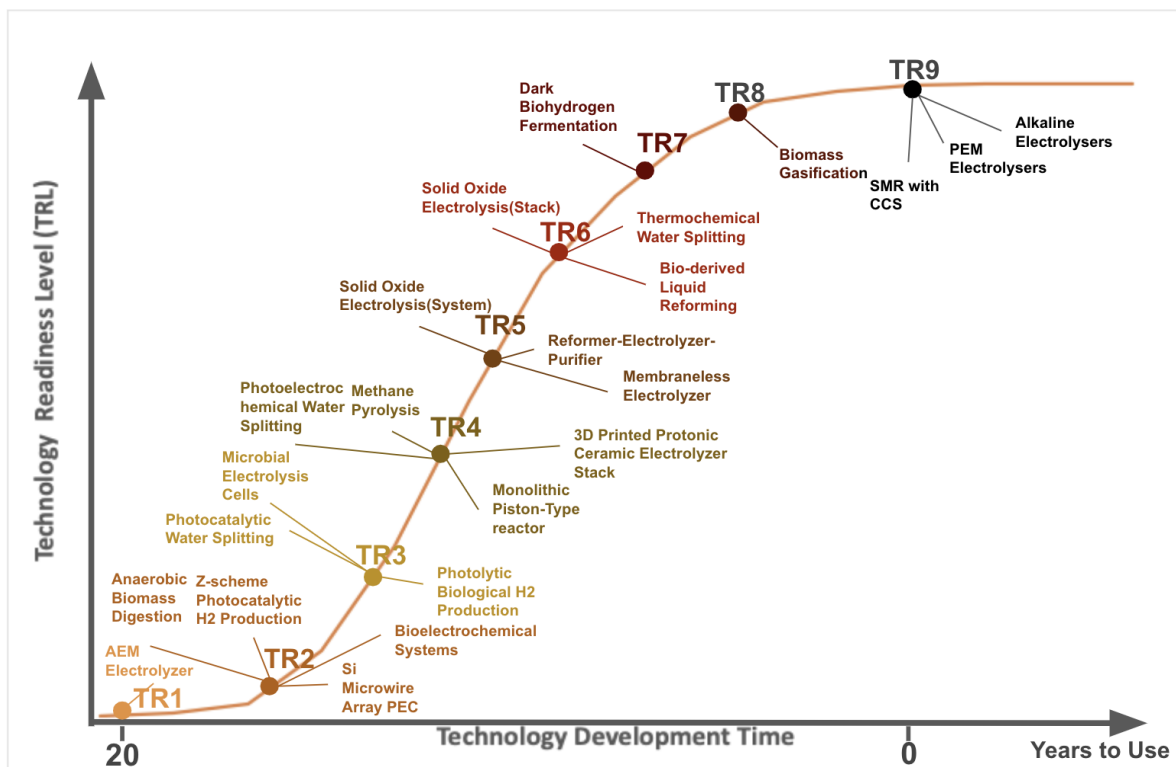 TR9
TR8
Dark
Biohydrogen
Fermentation
TR7
Alkaline
Electrolysers
PEM
Electrolysers
Biomass
Gasification
SMR with
CCS
Solid Oxide
Electrolysis(Stack)
TR6
Thermochemical
Water Splitting
Bio-derived
Liquid
Reforming
Solid Oxide
Electrolysis(System)
TR5
Reformer-Electrolyzer-
Purifier
Membraneless
Electrolyzer
Photoelectroc
hemical Water
Splitting
Methane
Pyrolysis
TR4
3D Printed Protonic
Ceramic Electrolyzer
Stack
Monolithic
Piston-Type
reactor
Microbial
Electrolysis
Cells
Photocatalytic
Water Splitting
TR3
Photolytic
Biological H2
Production
Anaerobic
Biomass
Digestion
Z-scheme
Photocatalytic
H2 Production
Bioelectrochemical
Systems
TR2
Si
Microwire
Array PEC
AEM
Electrolyzer
TR1
Technology Readiness Level (TRL)
Technology Development Time
20
0
Years to Use